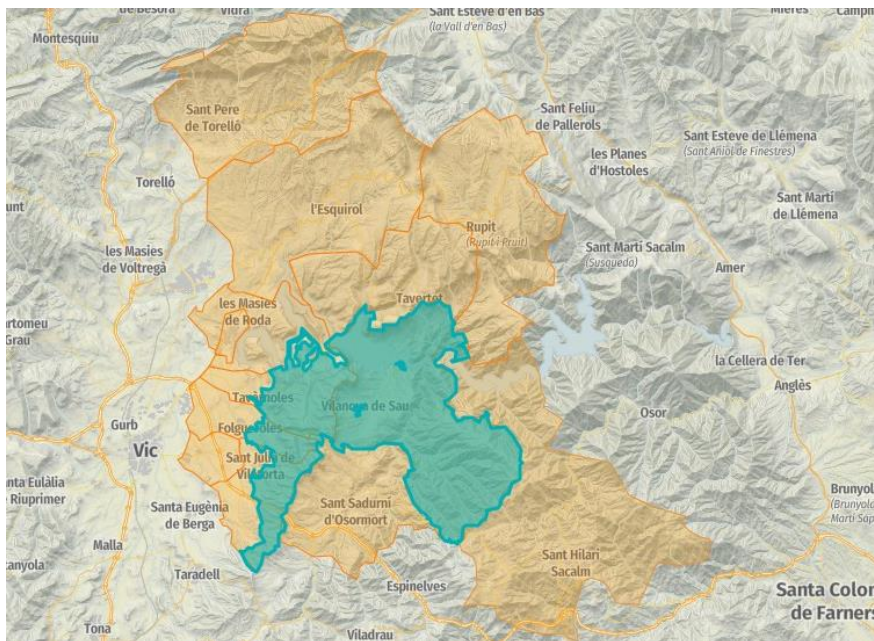 de Besora
Vidrà
Sant Esteve d'en Bas
(la Vall d'en Bas)
Mieres
Montesquiu
Sant Pere
de Torelló
Sant Feliu
de Pallerols
Sant Esteve de Llémena
(Sant Aniol de Finestres)
les Planes
d'Hostoles
Torelló
l'Esquirol
Sant Martí
de Llémena
Rupit
(Rupit i Pruit)
les Masies
de Voltregà
Sant Martí Sacalm
(Susqueda)
Amer
les Masies
de Roda
Tavertet
Grau
la Cellera de Ter
Anglès
Tavèrnoles
Vilanova de Sau
Osor
Gurb
Folgueroles
Vic
Sant Julià de
Vilatorta
Santa Eugènia
de Berga
Sant Sadurní
d'Osormort
Malla
Sant Hilari
Sacalm
Taradell
Espinelves
Santa Colom
de Farners
Tona
Viladrau